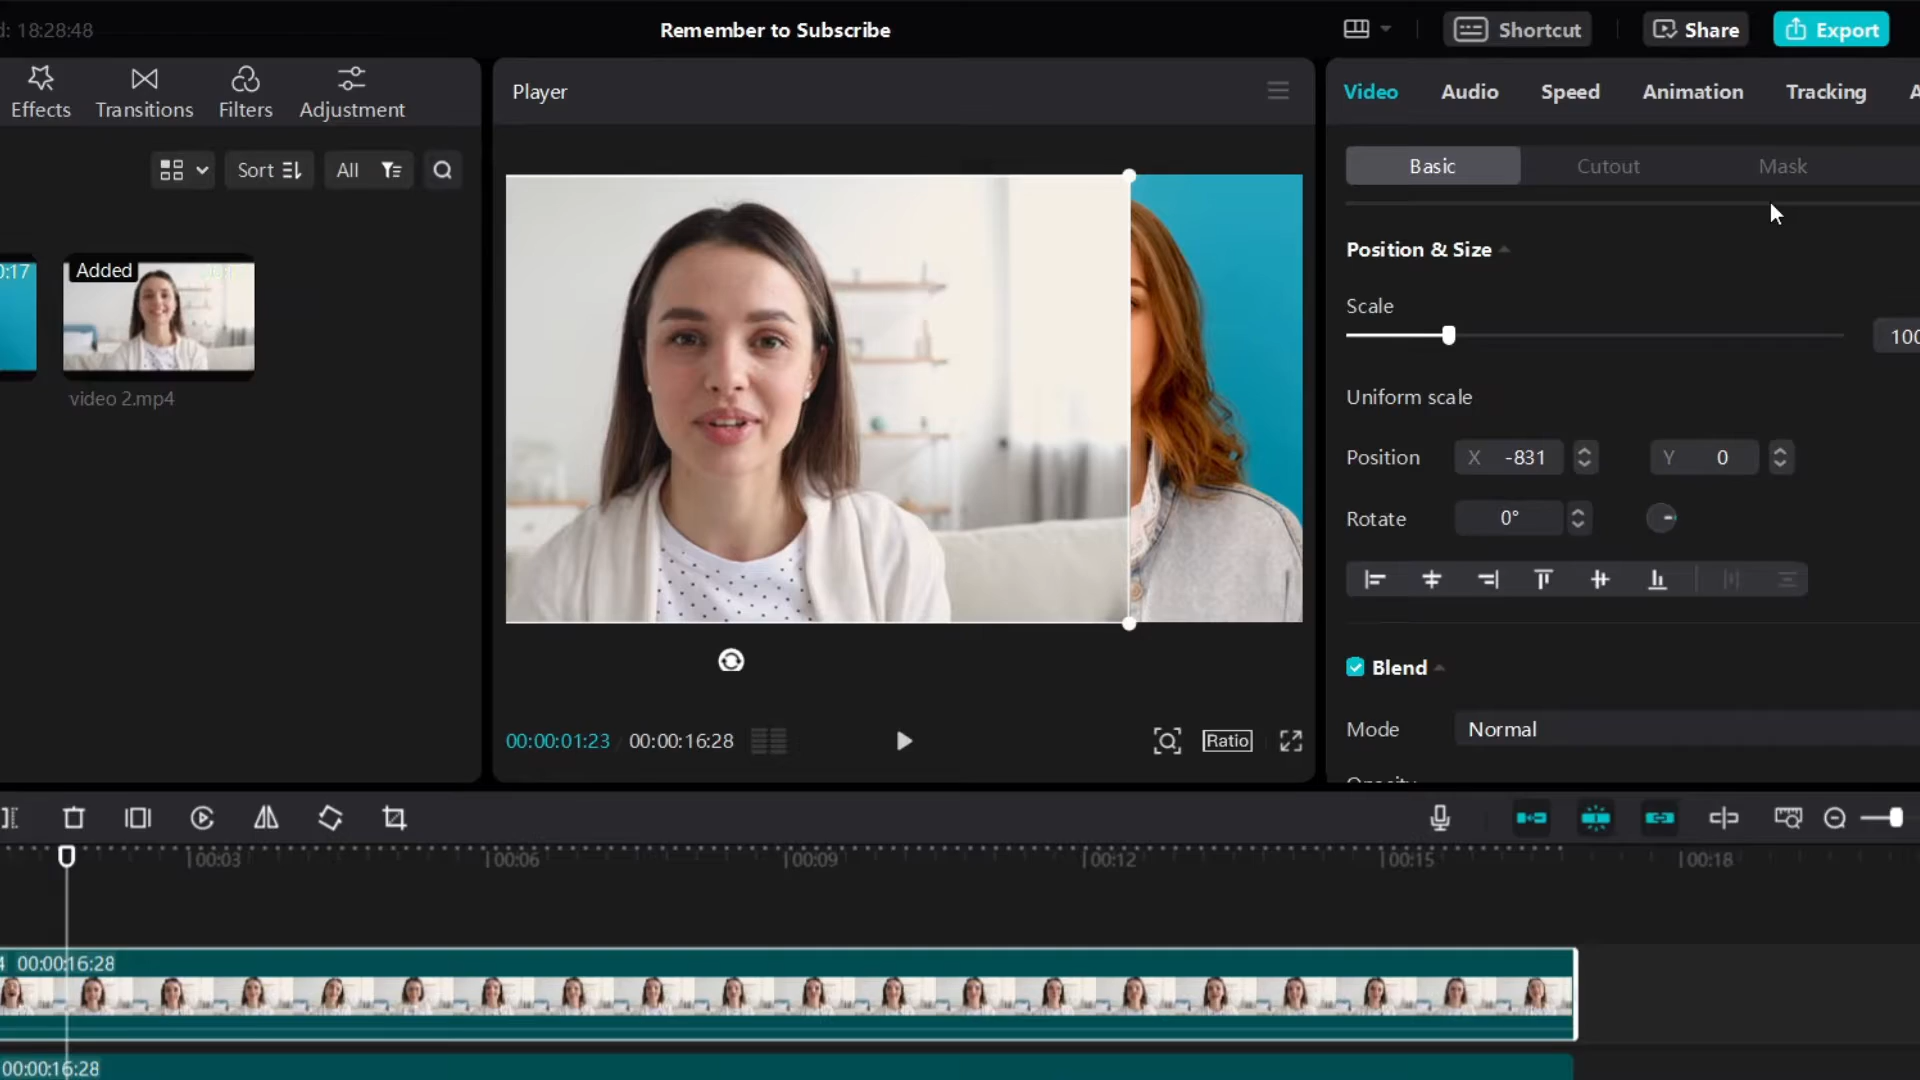 d: 18:28:48
Remember to Subscribe
Shortcut
Share
Export
Effects
Transitions
Filters
Adjustment
Sort
All
Added
0:17
video 2.mp4
Player
00:00:01:23
00:00:16:28
Ratio
Video
Audio
Speed
Animation
Tracking
A
Basic
Cutout
Mask
Position & Size
Scale
100
Uniform scale
Position
X -831
Y 0
Rotate
0°
Blend
Mode
Normal
Opacity
00:03
00:06
00:09
00:12
00:15
00:18
4 00:00:16:28
00:00:16:28